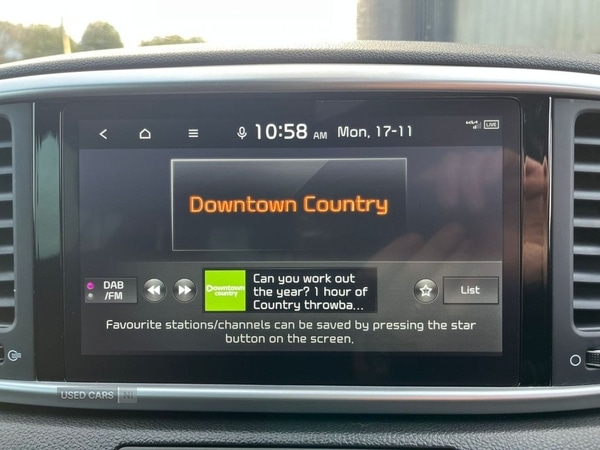 10:58 AM Mon, 17-11
LIVE
Downtown Country
DAB
/FM
Downtown
country
Can you work out
the year? 1 hour of
Country throwba...
List
Favourite stations/channels can be saved by pressing the star
button on the screen.
USED CARS NI